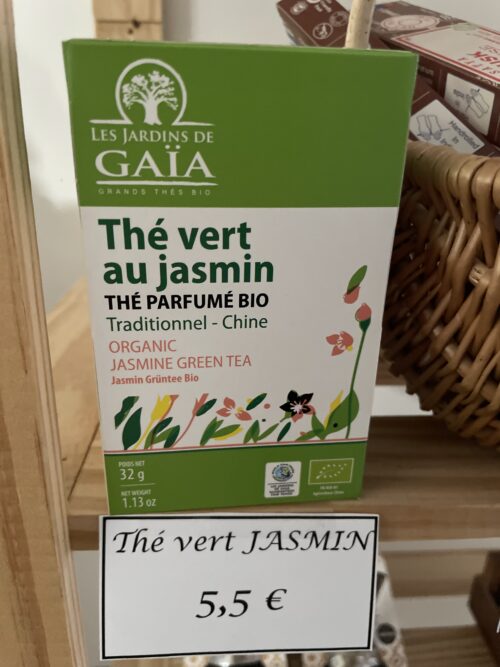 LES JARDINS DE
GAÏA
GRANDS THÉS BIO
Thé vert
au jasmin
THÉ PARFUMÉ BIO
Traditionnel - Chine
ORGANIC
JASMINE GREEN TEA
Jasmin Grüntee Bio
POIDS NET
32 g
NET WEIGHT
1.13 oz
Thé vert JASMIN
5,5 €